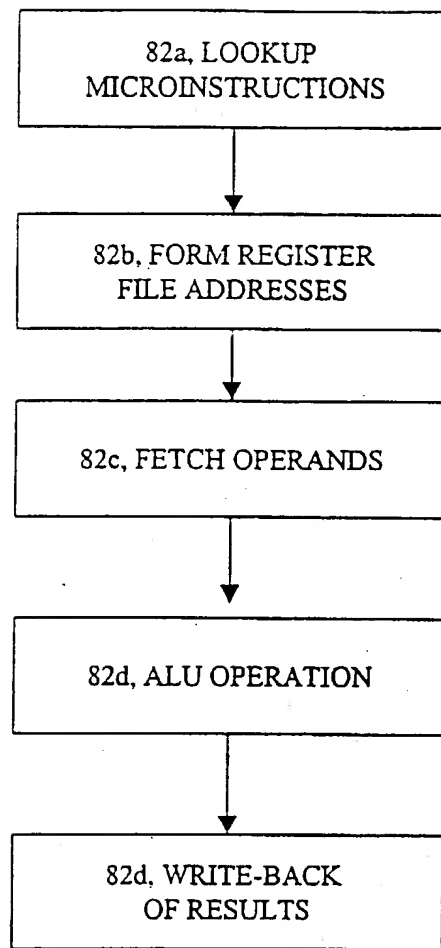 82a, LOOKUP
MICROINSTRUCTIONS
82b, FORM REGISTER
FILE ADDRESSES
82c, FETCH OPERANDS
82d, ALU OPERATION
82d, WRITE-BACK
OF RESULTS